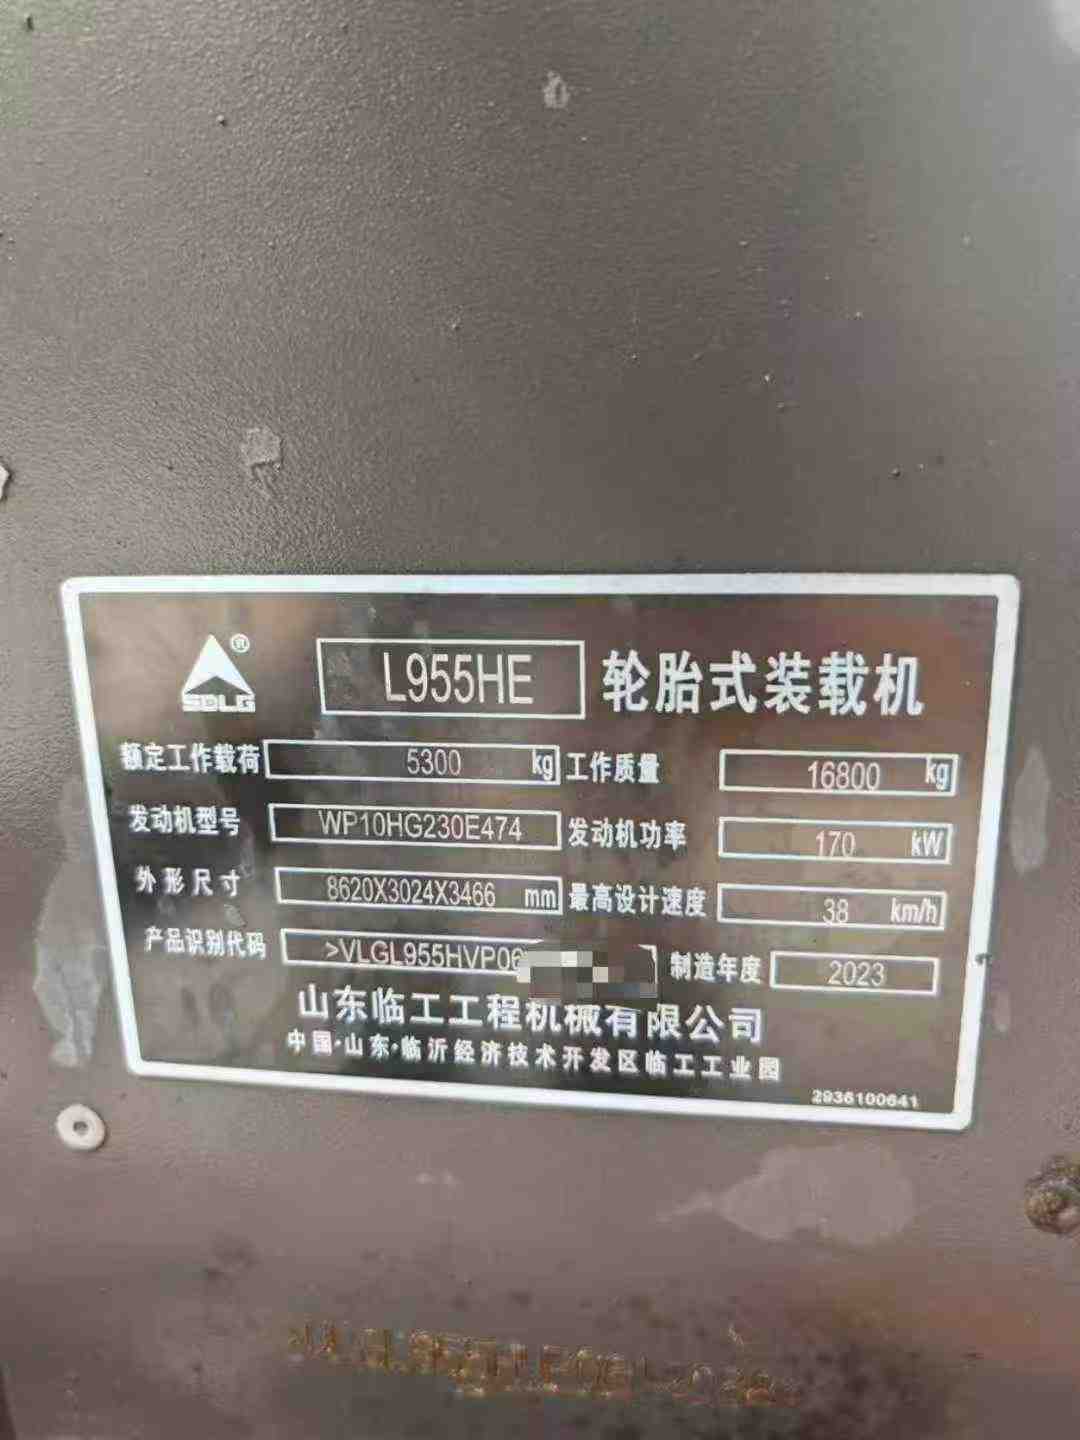 SDLG ® L955HE 轮胎式装载机
额定工作载荷 5300 kg 工作质量 16800 kg
发动机型号 WP10HG230E474 发动机功率 170 kW
外形尺寸 8620X3024X3466 mm 最高设计速度 38 km/h
产品识别代码 >VLGL955HVP06 制造年度 2023
山东临工工程机械有限公司
中国·山东·临沂经济技术开发区临工工业园
2936100641